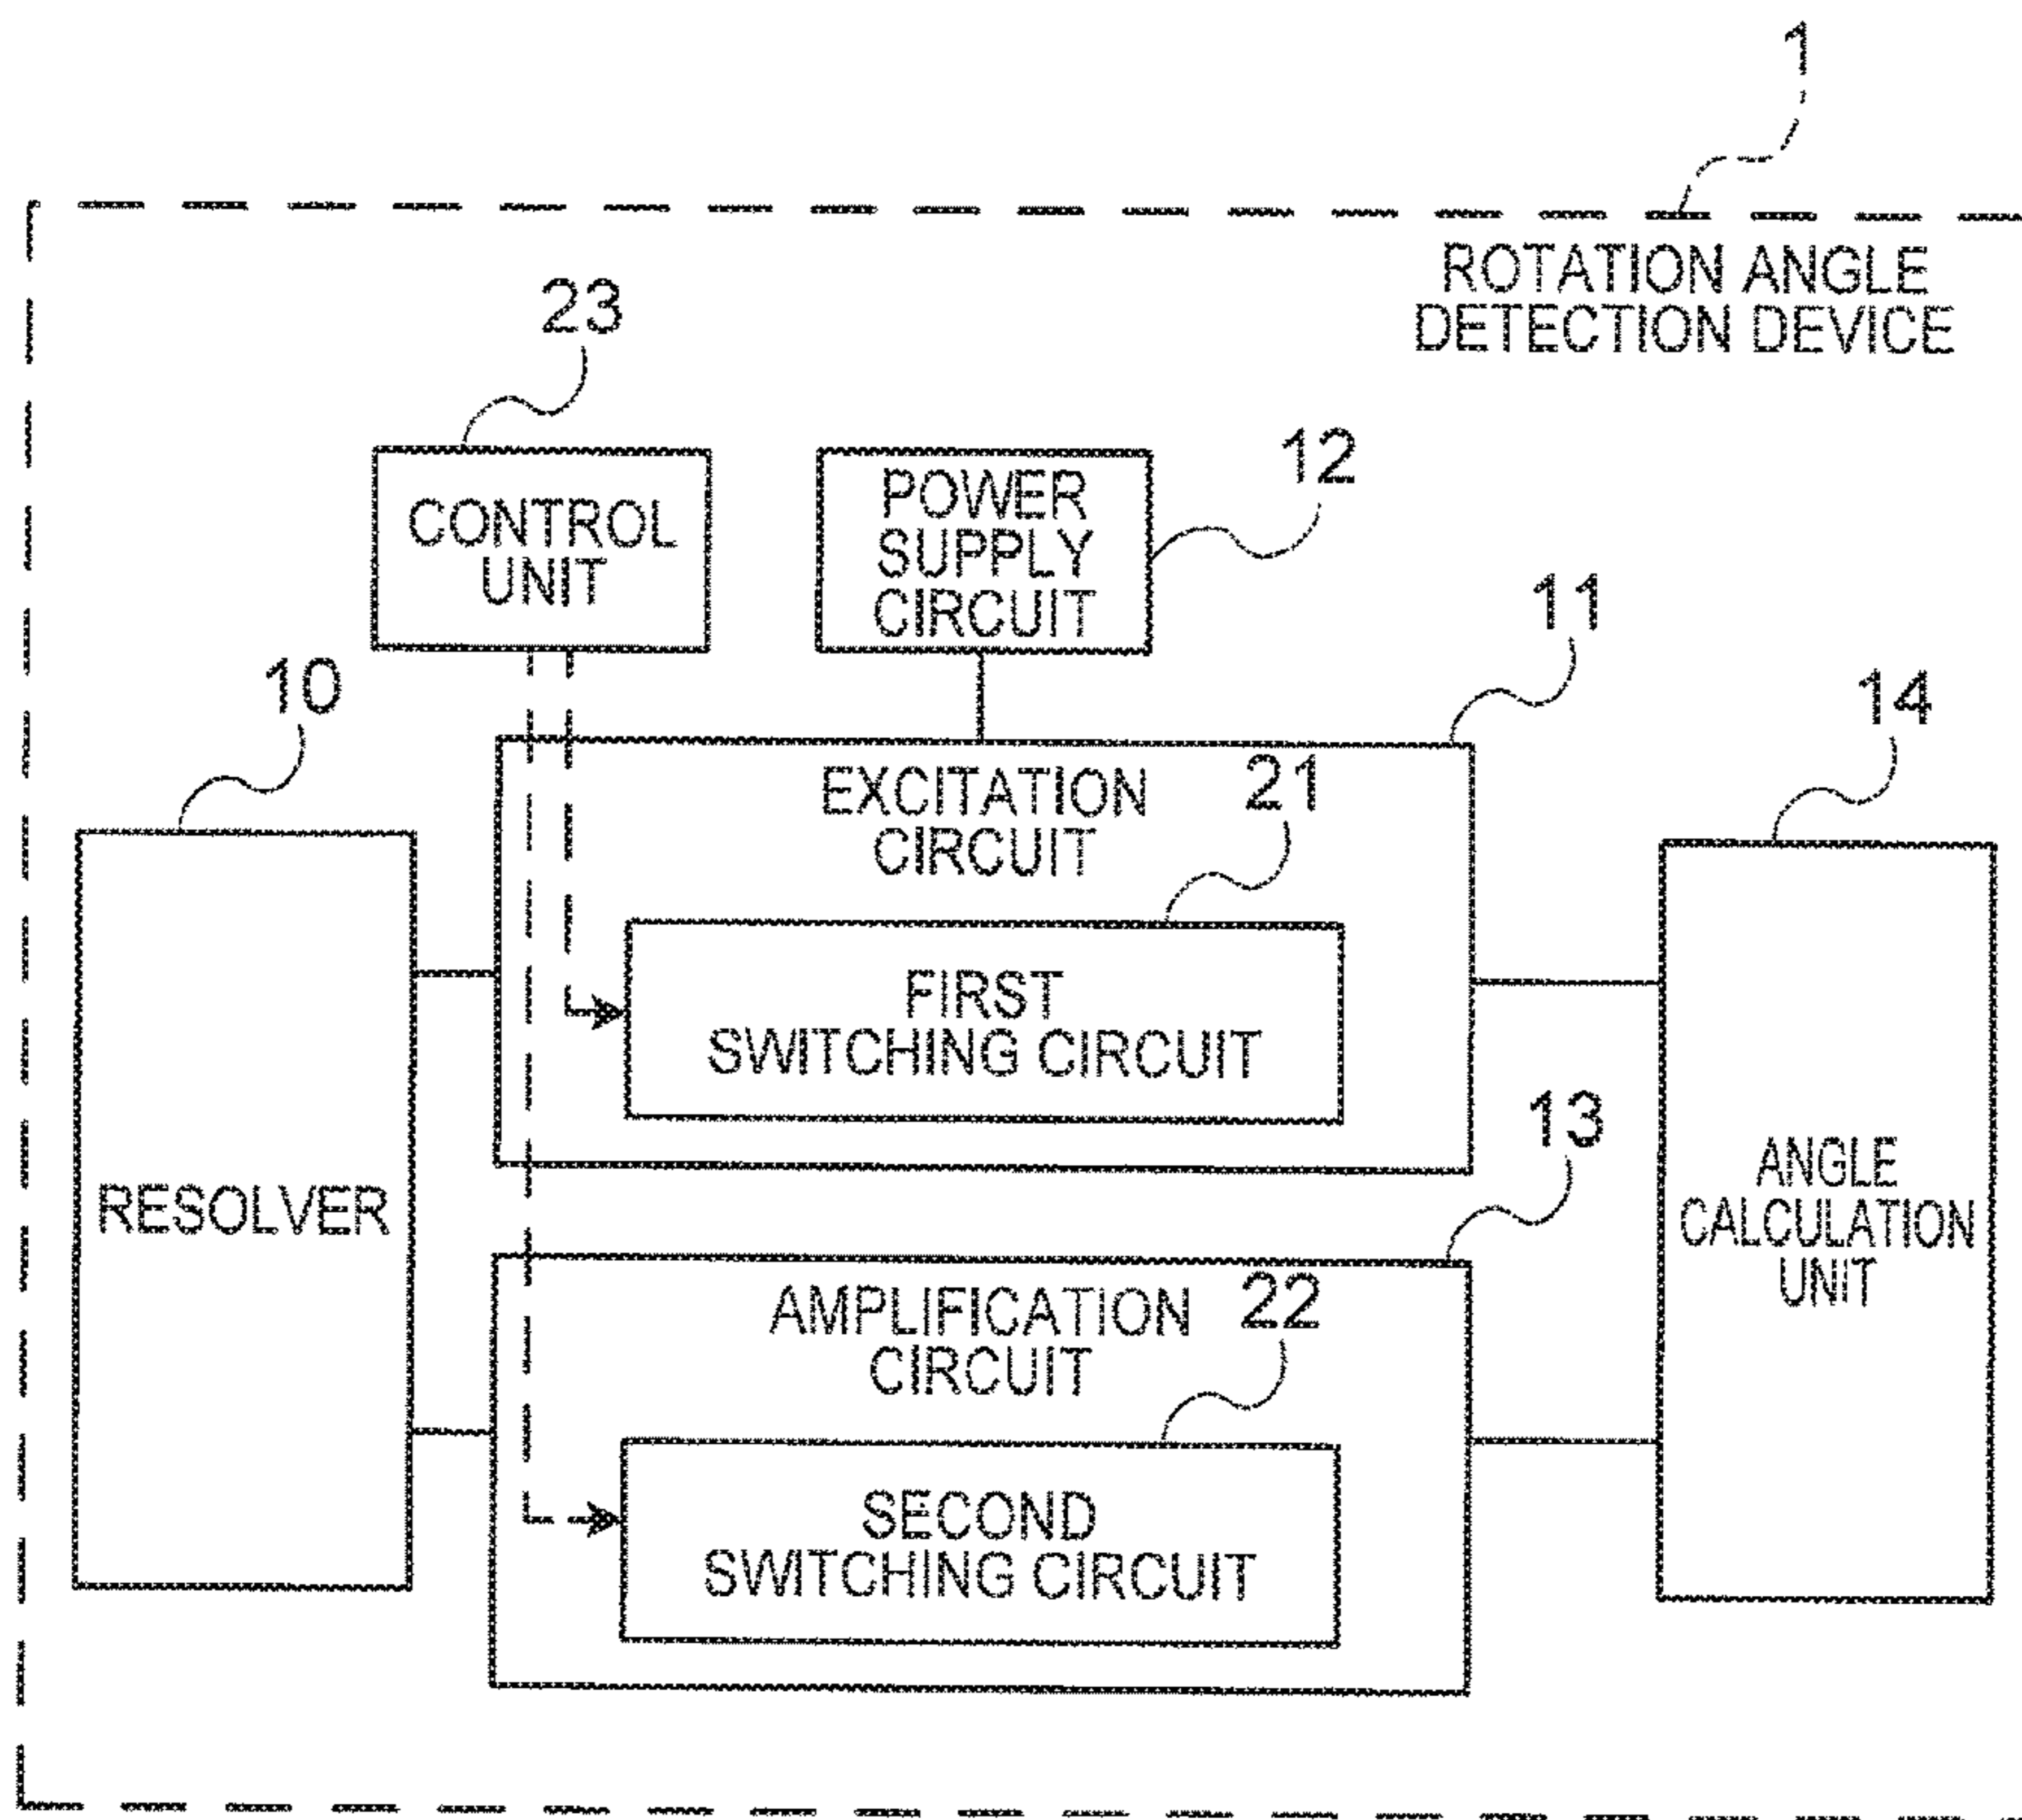 1
ROTATION ANGLE
DETECTION DEVICE
23
CONTROL
UNIT
12
POWER
SUPPLY
CIRCUIT
10
RESOLVER
11
EXCITATION
CIRCUIT
21
FIRST
SWITCHING CIRCUIT
14
ANGLE
CALCULATION
UNIT
13
AMPLIFICATION
CIRCUIT
22
SECOND
SWITCHING CIRCUIT